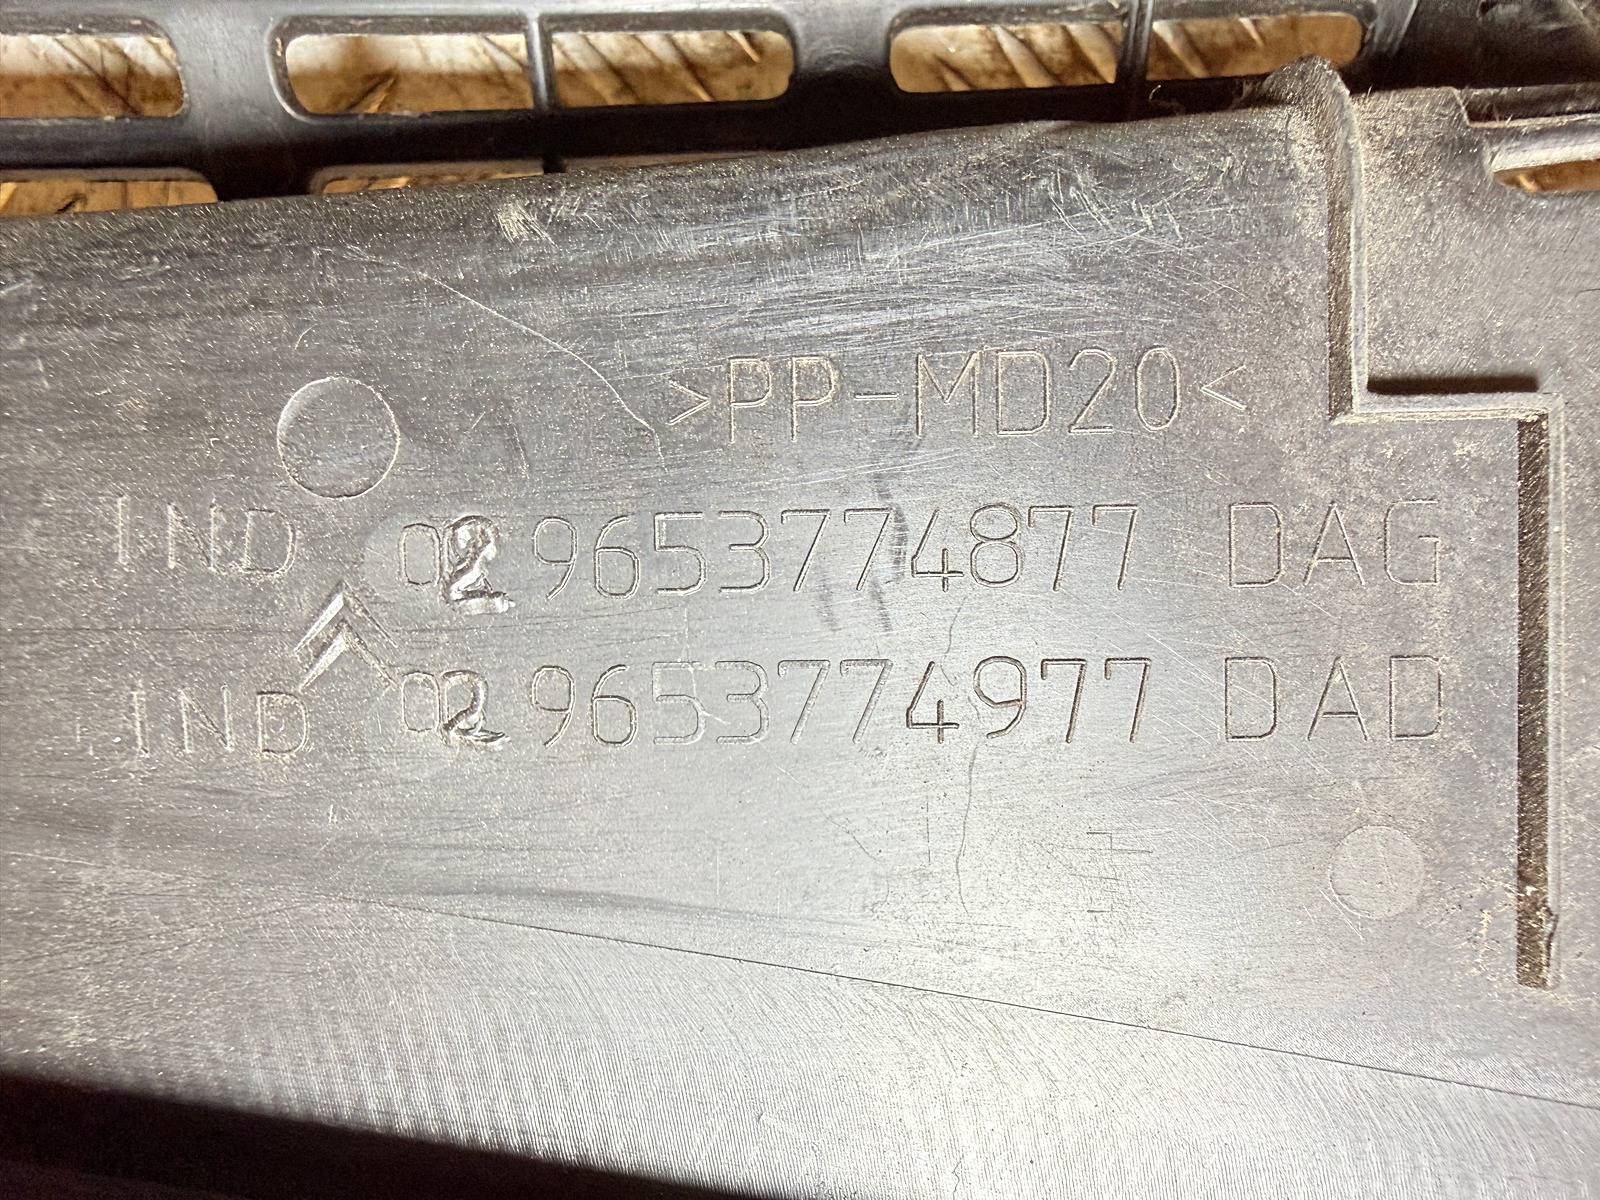 >PP-MD20<
IND 02 9653774877 DAG
IND 02 9653774977 DAD